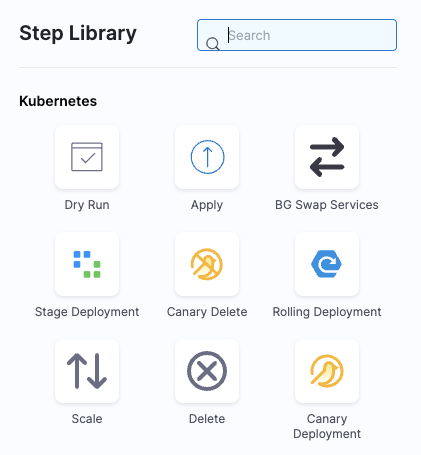 Step Library
Search
Kubernetes
Dry Run
Apply
BG Swap Services
Stage Deployment
Canary Delete
Rolling Deployment
Scale
Delete
Canary
Deployment